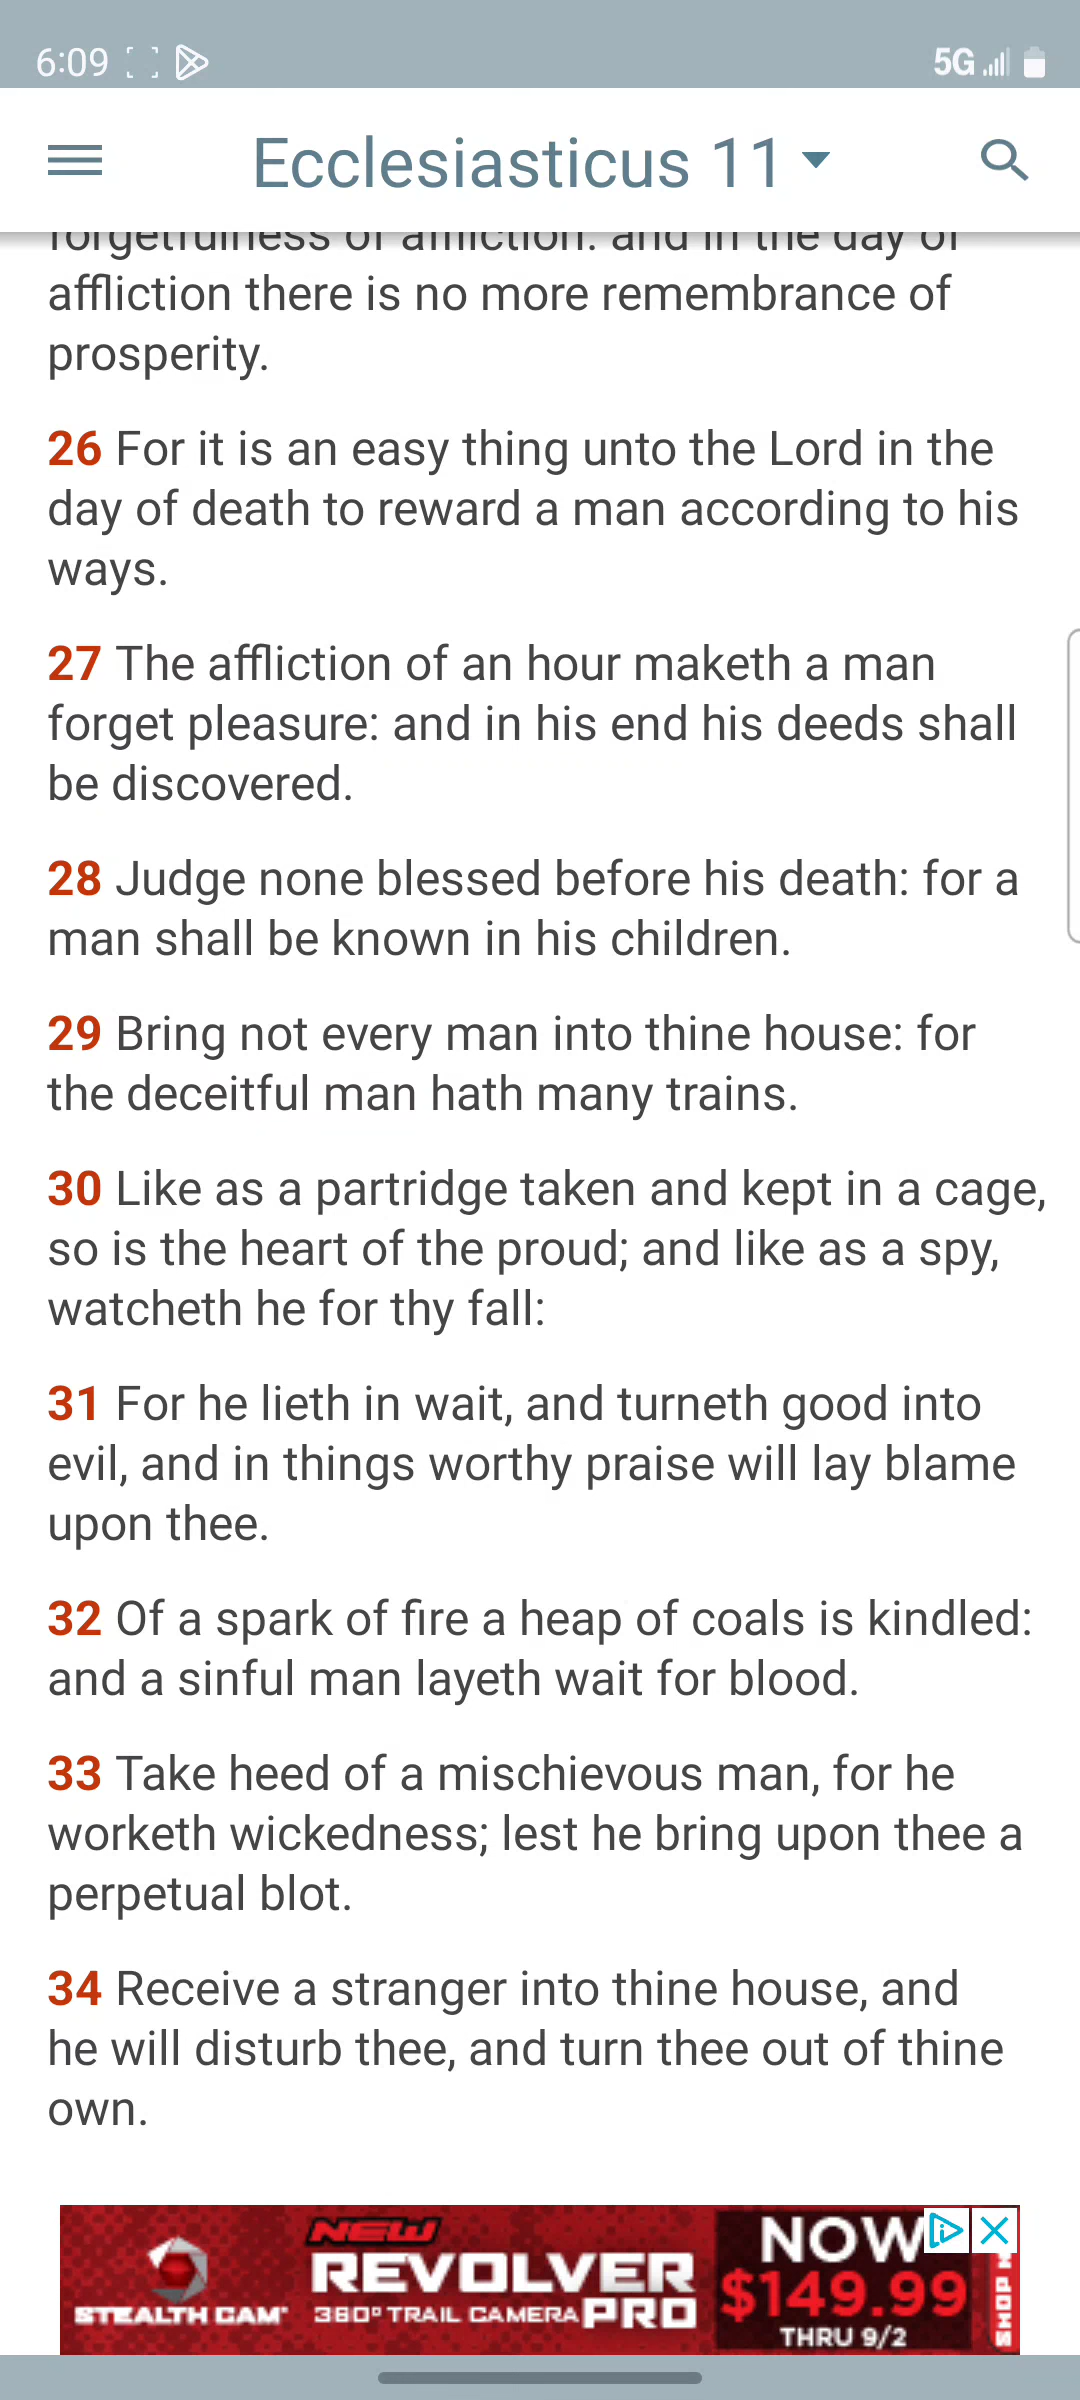 6:09
5G
Ecclesiasticus 11
forgetfulness of affliction: and in the day of
affliction there is no more remembrance of
prosperity.
26 For it is an easy thing unto the Lord in the
day of death to reward a man according to his
ways.
27 The affliction of an hour maketh a man
forget pleasure: and in his end his deeds shall
be discovered.
28 Judge none blessed before his death: for a
man shall be known in his children.
29 Bring not every man into thine house: for
the deceitful man hath many trains.
30 Like as a partridge taken and kept in a cage,
so is the heart of the proud; and like as a spy,
watcheth he for thy fall:
31 For he lieth in wait, and turneth good into
evil, and in things worthy praise will lay blame
upon thee.
32 Of a spark of fire a heap of coals is kindled:
and a sinful man layeth wait for blood.
33 Take heed of a mischievous man, for he
worketh wickedness; lest he bring upon thee a
perpetual blot.
34 Receive a stranger into thine house, and
he will disturb thee, and turn thee out of thine
own.
NEW
REVOLVER
STEALTH CAM
360° TRAIL CAMERA PRO
NOW
$149.99
THRU 9/2
SHOP